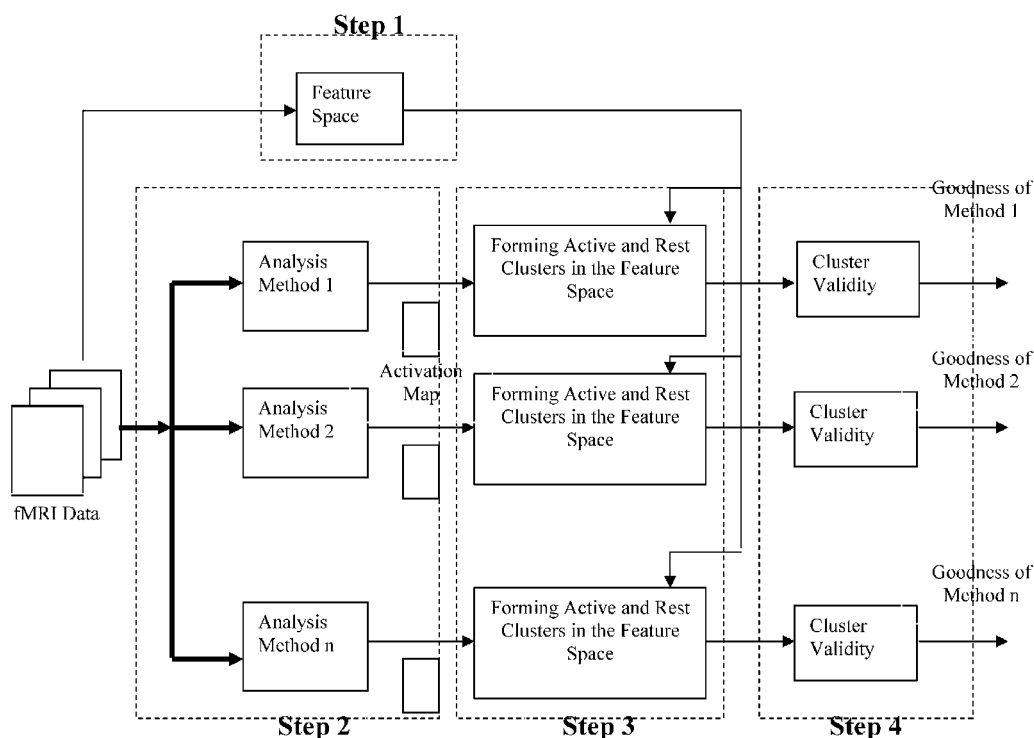 Step 1
Feature
Space
Goodness of
Method 1
Analysis
Method 1
Forming Active and Rest
Clusters in the Feature
Space
Cluster
Validity
Activation
Map
Goodness of
Method 2
Analysis
Method 2
Forming Active and Rest
Clusters in the Feature
Space
Cluster
Validity
fMRI Data
Goodness of
Method n
Analysis
Method n
Forming Active and Rest
Clusters in the Feature
Space
Cluster
Validity
Step 2
Step 3
Step 4